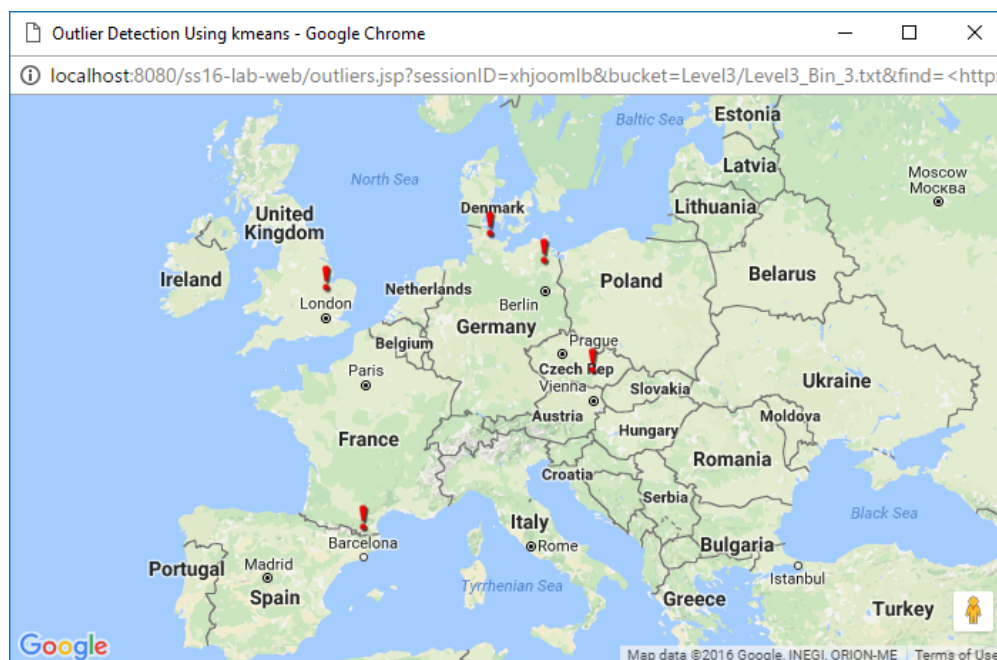 Outlier Detection Using kmeans - Google Chrome
localhost:8080/ss16-lab-web/outliers.jsp?sessionID=xhjoomlb&bucket=Level3/Level3_Bin_3.txt&find=<http:
Estonia
Baltic Sea
Latvia
Moscow
Москва
North Sea
Denmark
Lithuania
United
Kingdom
Ireland
Netherlands
Poland
Belarus
London
Berlin
Germany
Belgium
Prague
Paris
Czech Rep
Vienna
Slovakia
Ukraine
Austria
Moldova
France
Hungary
Romania
Croatia
Serbia
Italy
Black Sea
Barcelona
Rome
Bulgaria
Portugal
Madrid
Istanbul
Spain
Tyrrhenian Sea
Greece
Turkey
Google
Map data ©2016 Google, INEGI, ORION-ME
Terms of Use